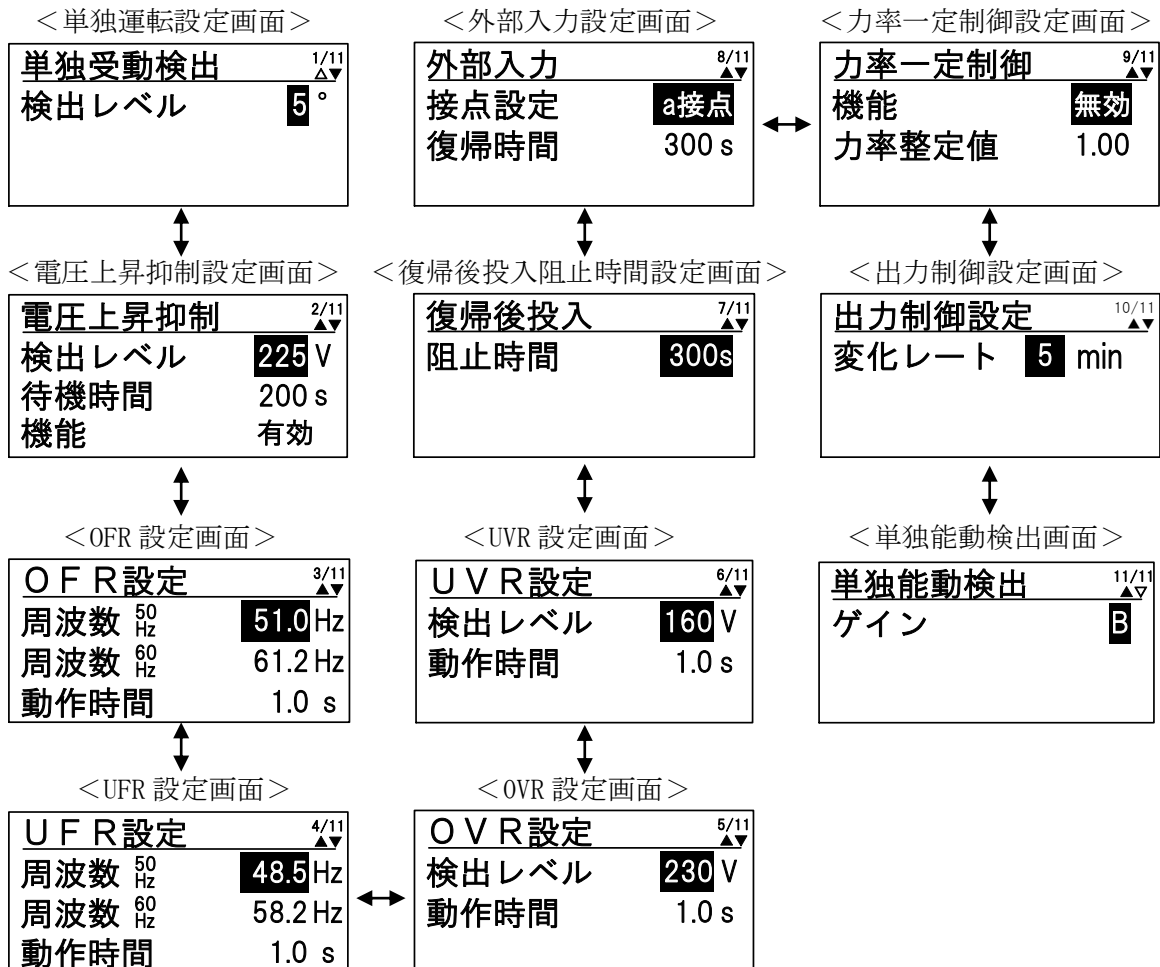 ＜単独運転設定画面＞
単独受動検出 1/11
△▼
検出レベル 5 °
＜電圧上昇抑制設定画面＞
電圧上昇抑制 2/11
▲▼
検出レベル 225 V
待機時間 200 s
機能 有効
＜OFR 設定画面＞
ＯＦＲ設定 3/11
▲▼
周波数 50Hz 51.0 Hz
周波数 60Hz 61.2 Hz
動作時間 1.0 s
＜UFR 設定画面＞
ＵＦＲ設定 4/11
▲▼
周波数 50Hz 48.5 Hz
周波数 60Hz 58.2 Hz
動作時間 1.0 s
＜OVR 設定画面＞
ＯＶＲ設定 5/11
▲▼
検出レベル 230 V
動作時間 1.0 s
＜UVR 設定画面＞
ＵＶＲ設定 6/11
▲▼
検出レベル 160 V
動作時間 1.0 s
＜復帰後投入阻止時間設定画面＞
復帰後投入 7/11
▲▼
阻止時間 300s
＜外部入力設定画面＞
外部入力 8/11
▲▼
接点設定 a接点
復帰時間 300 s
＜力率一定制御設定画面＞
力率一定制御 9/11
▲▼
機能 無効
力率整定値 1.00
＜出力制御設定画面＞
出力制御設定 10/11
▲▼
変化レート 5 min
＜単独能動検出画面＞
単独能動検出 11/11
▲▽
ゲイン B